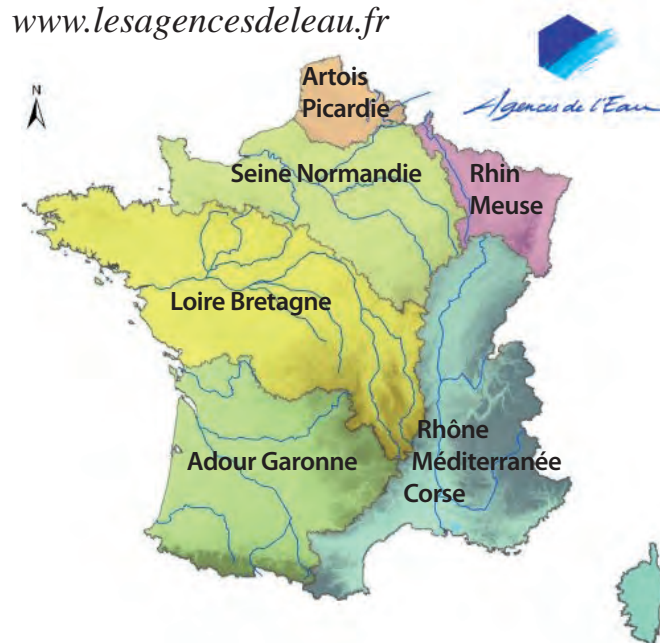 www.lesagencesdeleau.fr
Agences de l'Eau
N
Artois
Picardie
Seine Normandie
Rhin
Meuse
Loire Bretagne
Adour Garonne
Rhône
Méditerranée
Corse